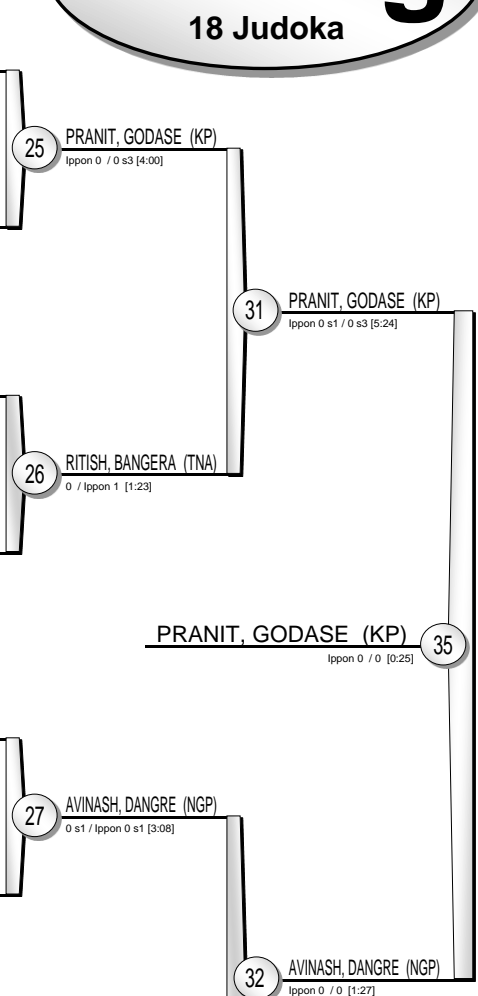 18 Judoka
25 PRANIT, GODASE (KP)
Ippon 0 / 0 s3 [4:00]
31 PRANIT, GODASE (KP)
Ippon 0 s1 / 0 s3 [5:24]
26 RITISH, BANGERA (TNA)
0 / Ippon 1 [1:23]
PRANIT, GODASE (KP) 35
Ippon 0 / 0 [0:25]
27 AVINASH, DANGRE (NGP)
0 s1 / Ippon 0 s1 [3:08]
32 AVINASH, DANGRE (NGP)
Ippon 0 / 0 [1:27]